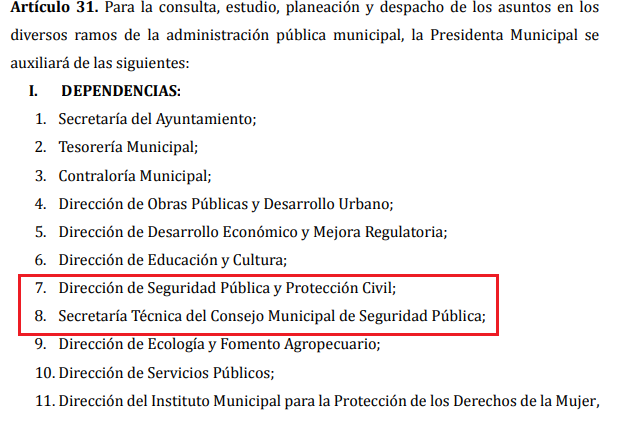 Artículo 31. Para la consulta, estudio, planeación y despacho de los asuntos en los
diversos ramos de la administración pública municipal, la Presidenta Municipal se
auxiliará de las siguientes:
I. DEPENDENCIAS:
1. Secretaría del Ayuntamiento;
2. Tesorería Municipal;
3. Contraloría Municipal;
4. Dirección de Obras Públicas y Desarrollo Urbano;
5. Dirección de Desarrollo Económico y Mejora Regulatoria;
6. Dirección de Educación y Cultura;
7. Dirección de Seguridad Pública y Protección Civil;
8. Secretaría Técnica del Consejo Municipal de Seguridad Pública;
9. Dirección de Ecología y Fomento Agropecuario;
10. Dirección de Servicios Públicos;
11. Dirección del Instituto Municipal para la Protección de los Derechos de la Mujer,